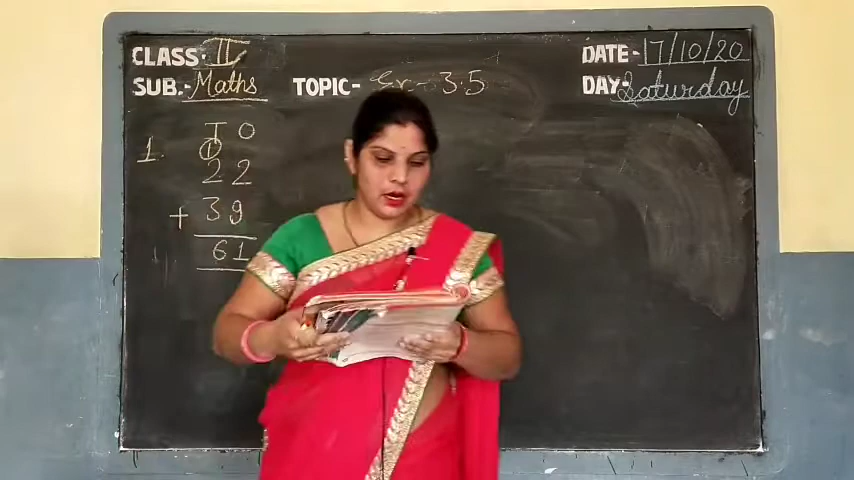 CLASS- II
SUB.- Maths
TOPIC - Ex - 3.5
DATE- 17/10/20
DAY- Saturday
1. T O
1
2 2
+ 3 9
6 1